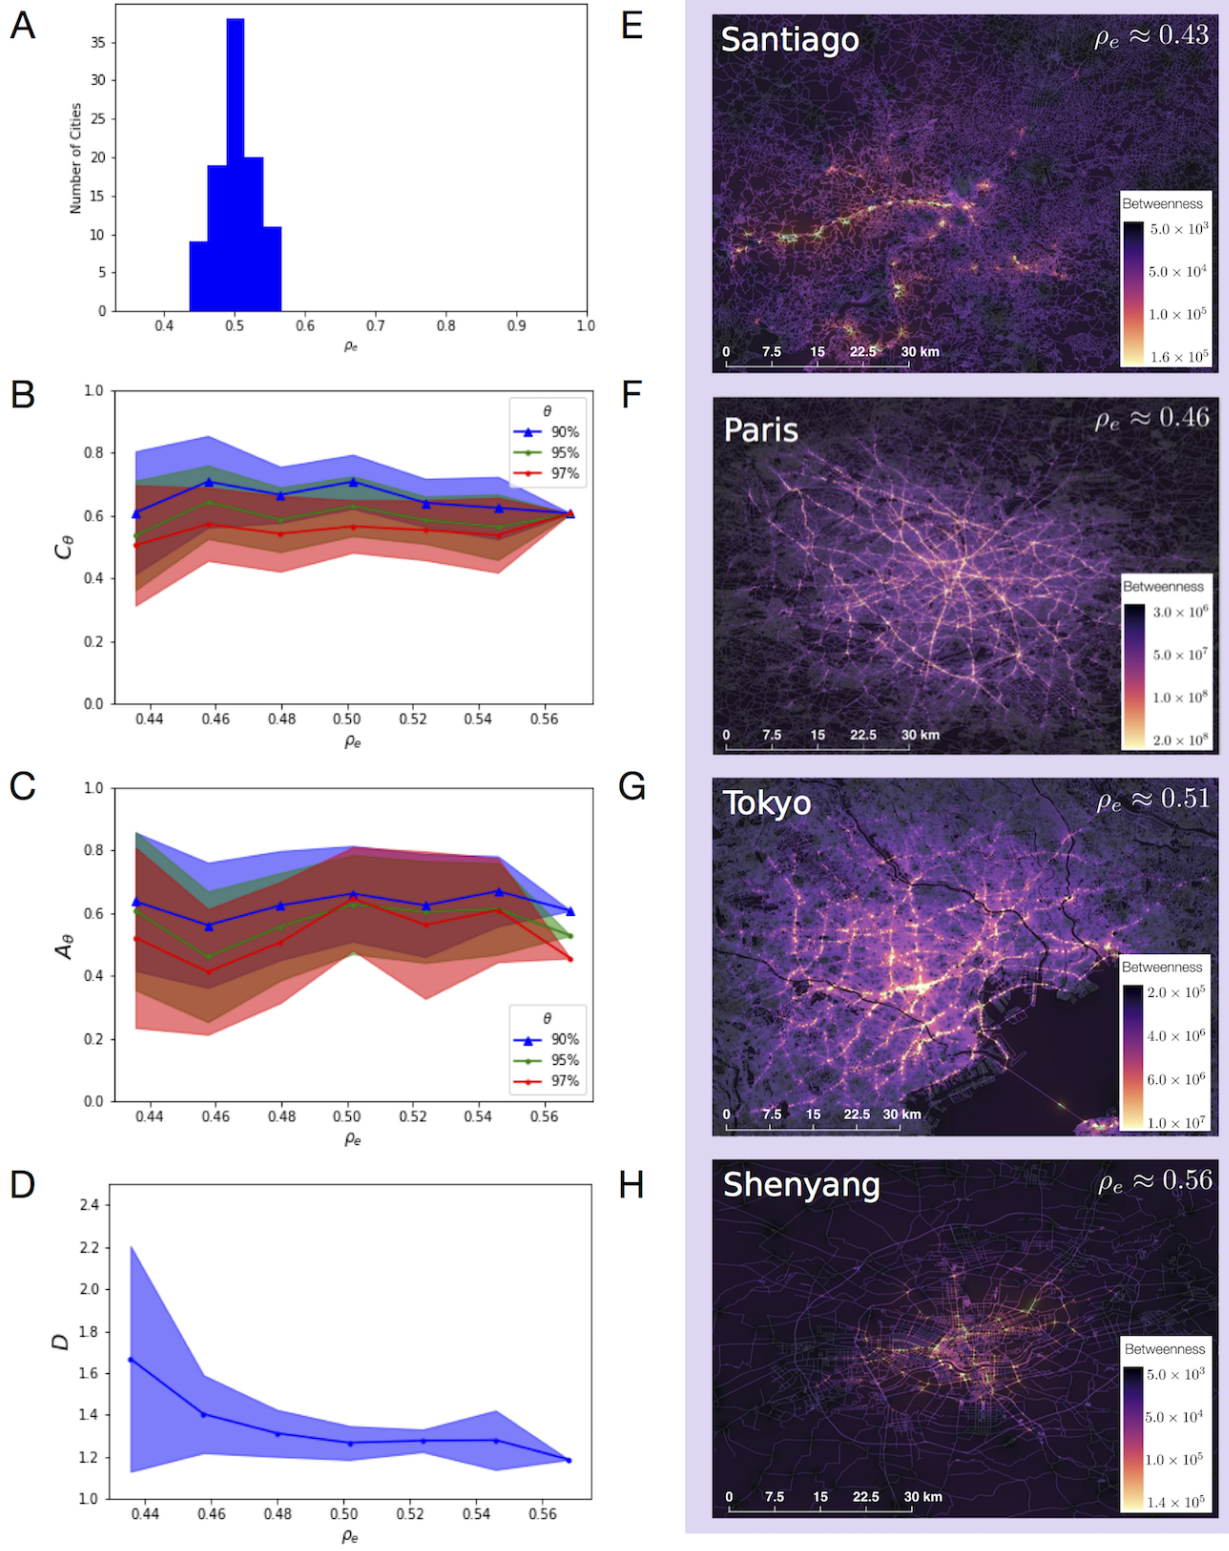 A
35
30
25
20
15
10
5
0
Number of Cities
0.4 0.5 0.6 0.7 0.8 0.9 1.0
ρₑ
B
1.0
0.8
0.6
0.4
0.2
0.0
C_θ
θ
90%
95%
97%
0.44 0.46 0.48 0.50 0.52 0.54 0.56
ρₑ
C
1.0
0.8
0.6
0.4
0.2
0.0
A_θ
θ
90%
95%
97%
0.44 0.46 0.48 0.50 0.52 0.54 0.56
ρₑ
D
2.4
2.2
2.0
1.8
1.6
1.4
1.2
1.0
D
0.44 0.46 0.48 0.50 0.52 0.54 0.56
ρₑ
E
Santiago
ρₑ ≈ 0.43
Betweenness
5.0 × 10³
5.0 × 10⁴
1.0 × 10⁵
1.6 × 10⁵
0 7.5 15 22.5 30 km
F
Paris
ρₑ ≈ 0.46
Betweenness
3.0 × 10⁶
5.0 × 10⁷
1.0 × 10⁸
2.0 × 10⁸
0 7.5 15 22.5 30 km
G
Tokyo
ρₑ ≈ 0.51
Betweenness
2.0 × 10⁵
4.0 × 10⁶
6.0 × 10⁶
1.0 × 10⁷
0 7.5 15 22.5 30 km
H
Shenyang
ρₑ ≈ 0.56
Betweenness
5.0 × 10³
5.0 × 10⁴
1.0 × 10⁵
1.4 × 10⁵
0 7.5 15 22.5 30 km